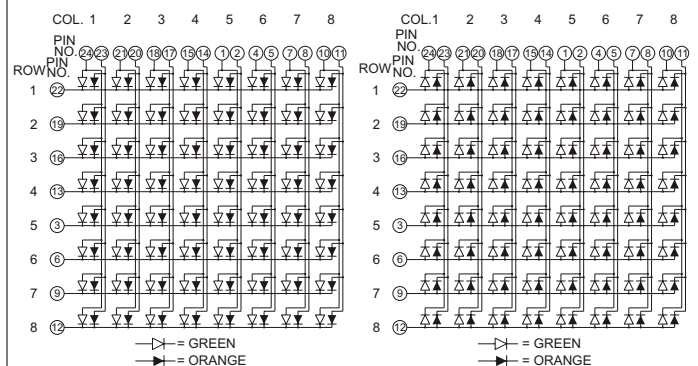 COL. 1 2 3 4 5 6 7 8
PIN NO. 24 23 21 20 18 17 15 14 1 2 4 5 7 8 10 11
ROW PIN NO.
1 22
2 19
3 16
4 13
5 3
6 6
7 9
8 12
= GREEN
= ORANGE
COL.1 2 3 4 5 6 7 8
PIN NO. 24 23 21 20 18 17 15 14 1 2 4 5 7 8 10 11
ROW PIN NO.
1 22
2 19
3 16
4 13
5 3
6 6
7 9
8 12
= GREEN
= ORANGE